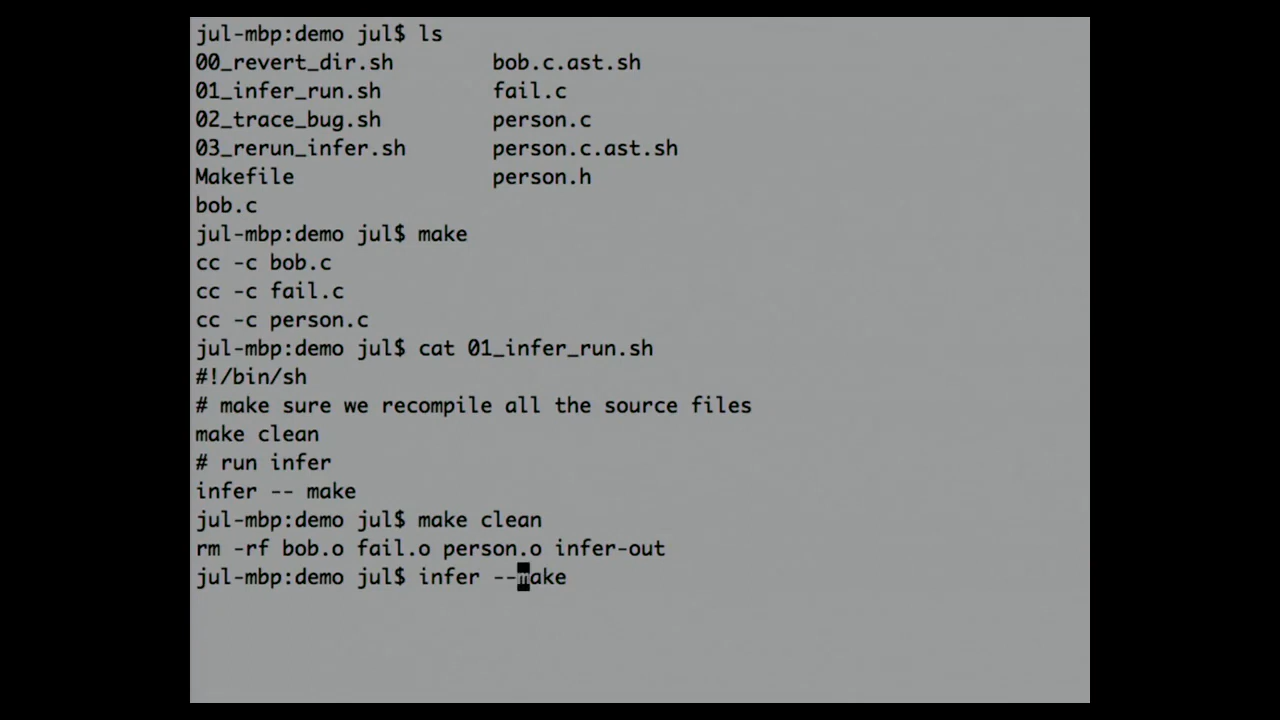 jul-mbp:demo jul$ ls
00_revert_dir.sh bob.c.ast.sh
01_infer_run.sh fail.c
02_trace_bug.sh person.c
03_rerun_infer.sh person.c.ast.sh
Makefile person.h
bob.c
jul-mbp:demo jul$ make
cc -c bob.c
cc -c fail.c
cc -c person.c
jul-mbp:demo jul$ cat 01_infer_run.sh
#!/bin/sh
# make sure we recompile all the source files
make clean
# run infer
infer -- make
jul-mbp:demo jul$ make clean
rm -rf bob.o fail.o person.o infer-out
jul-mbp:demo jul$ infer --make